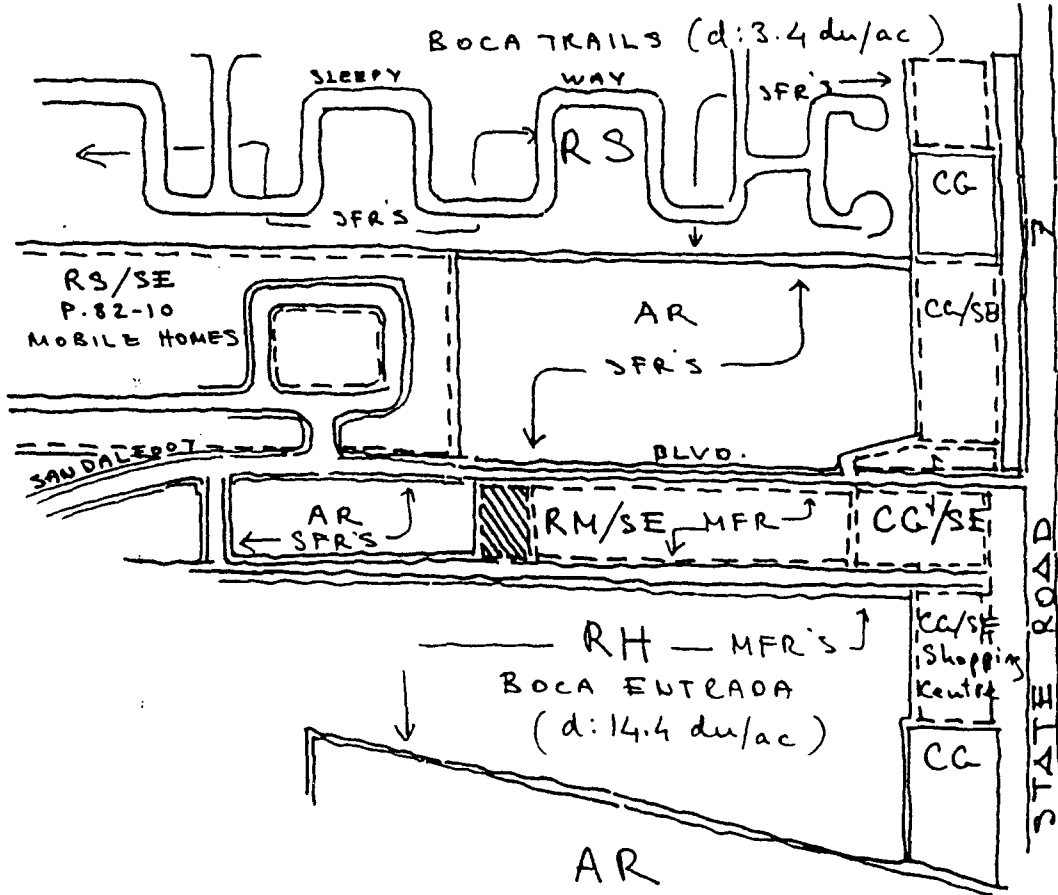 BOCA TRAILS (d:3.4 du/ac)
SLEEPY WAY
SFR'S
RS
CG
SFR'S
RS/SE
P.82-10
MOBILE HOMES
AR
SFR'S
CG/SE
SANDALFOOT BLVD.
AR
SFR'S
RM/SE MFR
CG/SE
RH MFR'S
BOCA ENTRADA
(d:14.4 du/ac)
CG/SE
Shopping
CG
AR
STATE ROAD 7